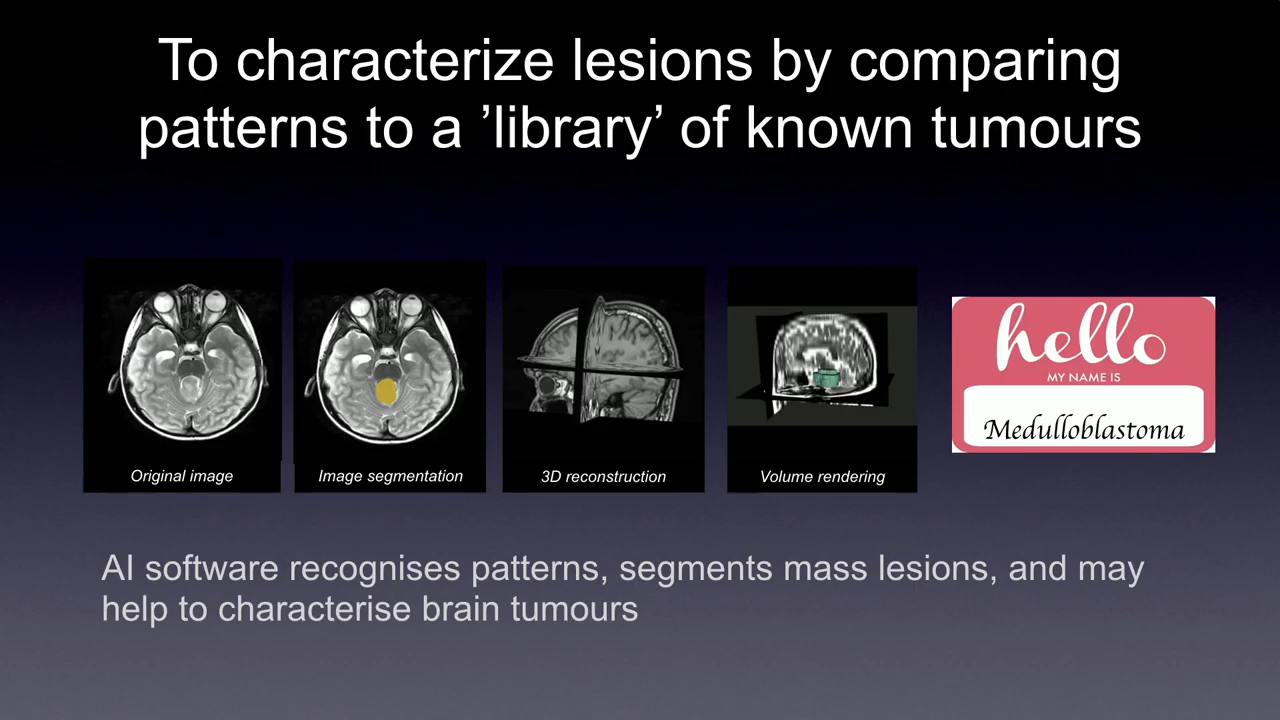 To characterize lesions by comparing
patterns to a ’library’ of known tumours
Original image
Image segmentation
3D reconstruction
Volume rendering
hello
MY NAME IS
Medulloblastoma
AI software recognises patterns, segments mass lesions, and may
help to characterise brain tumours